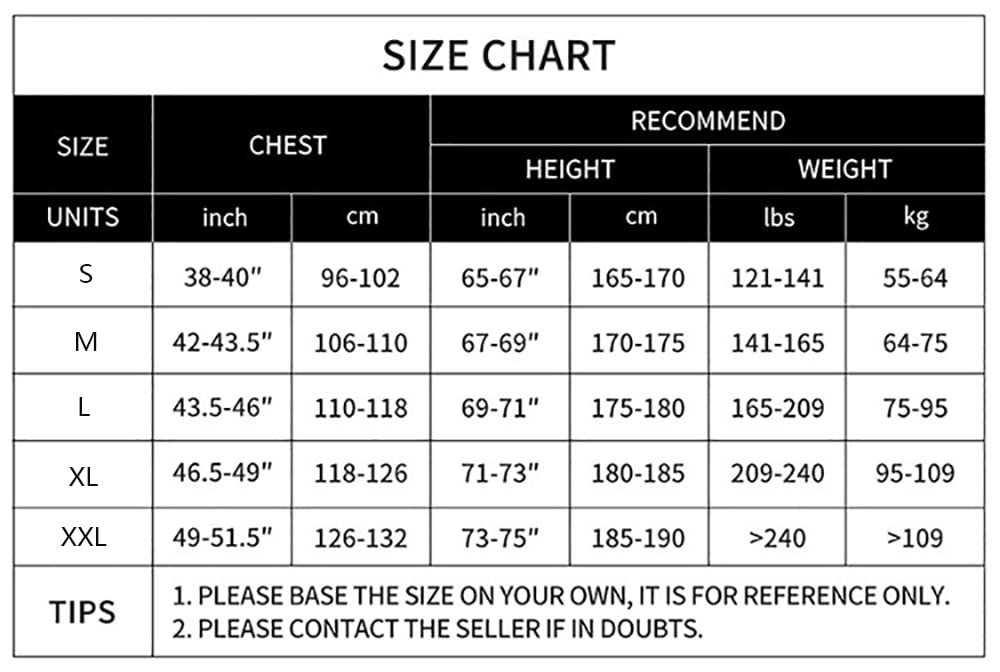 SIZE CHART
SIZE CHEST RECOMMEND
HEIGHT WEIGHT
UNITS inch cm inch cm lbs kg
S 38-40" 96-102 65-67" 165-170 121-141 55-64
M 42-43.5" 106-110 67-69" 170-175 141-165 64-75
L 43.5-46" 110-118 69-71" 175-180 165-209 75-95
XL 46.5-49" 118-126 71-73" 180-185 209-240 95-109
XXL 49-51.5" 126-132 73-75" 185-190 >240 >109
TIPS 1. PLEASE BASE THE SIZE ON YOUR OWN, IT IS FOR REFERENCE ONLY.
2. PLEASE CONTACT THE SELLER IF IN DOUBTS.